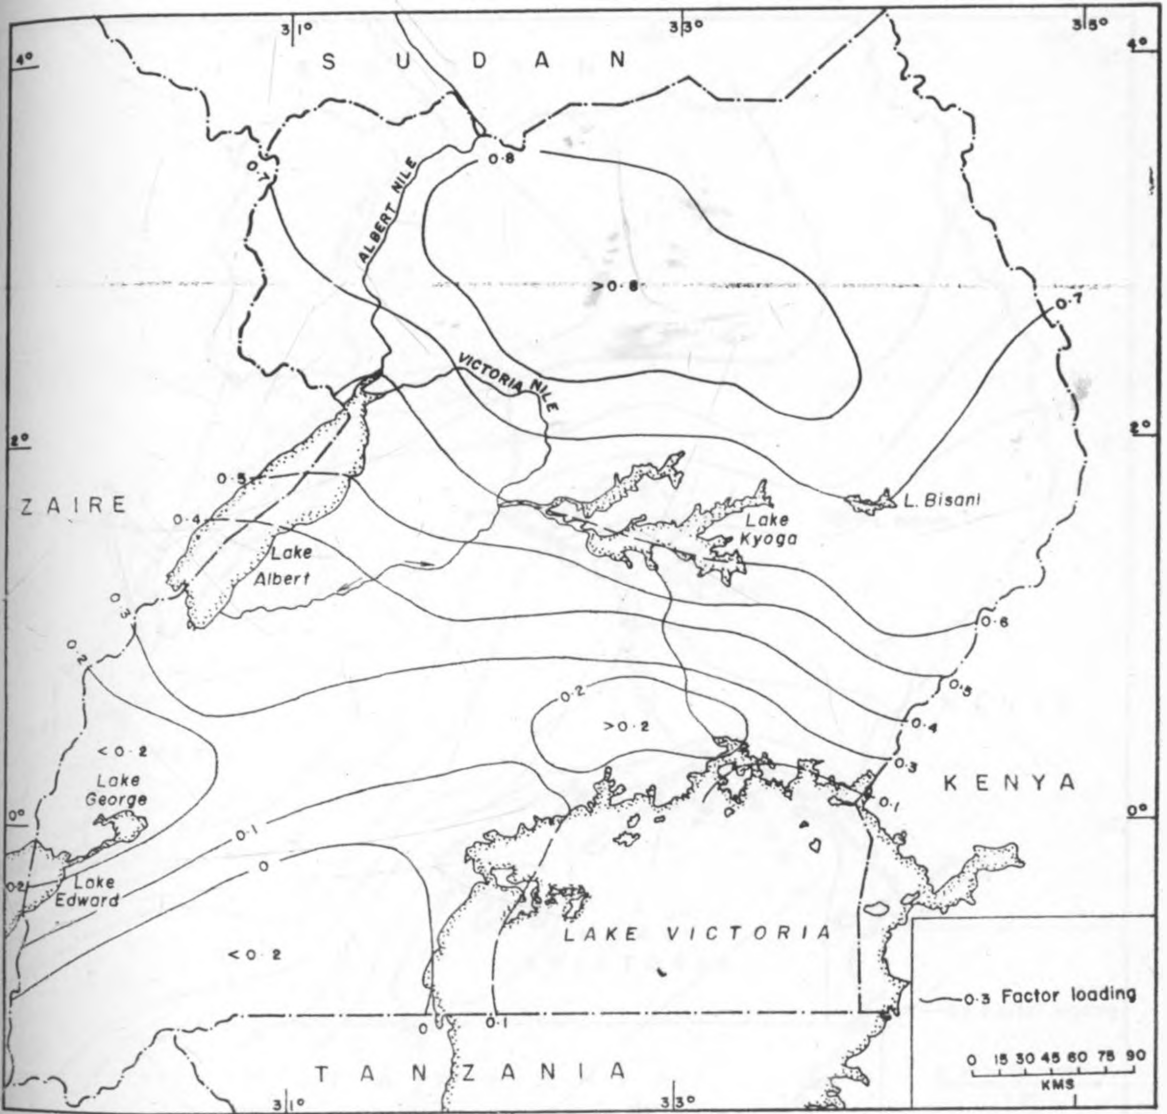 31° 33° 35°
4° 4°
S U D A N
0.8
0.7
ALBERT NILE
>0.8
0.7
VICTORIA NILE
2° 2°
0.5
ZAIRE
L. Bisani
0.4
Lake
Kyoga
Lake
Albert
0.3
0.6
0.2
0.5
0.2
0.4
>0.2
<0.2
0.3
Lake
George
KENYA
0.1
0° 0°
0.1
0
0.2
Lake
Edward
LAKE VICTORIA
<0.2
0.3 Factor loading
0 0.1
0 15 30 45 60 75 90
KMS
T A N Z A N I A
31° 33°